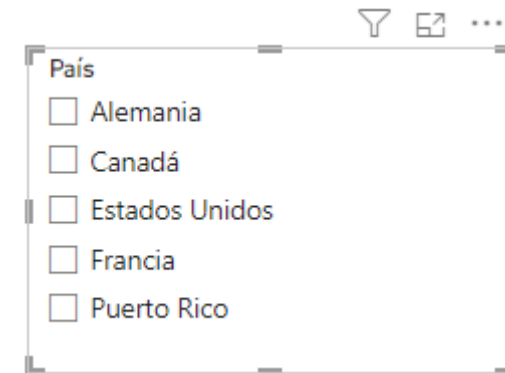 País
Alemania
Canadá
Estados Unidos
Francia
Puerto Rico